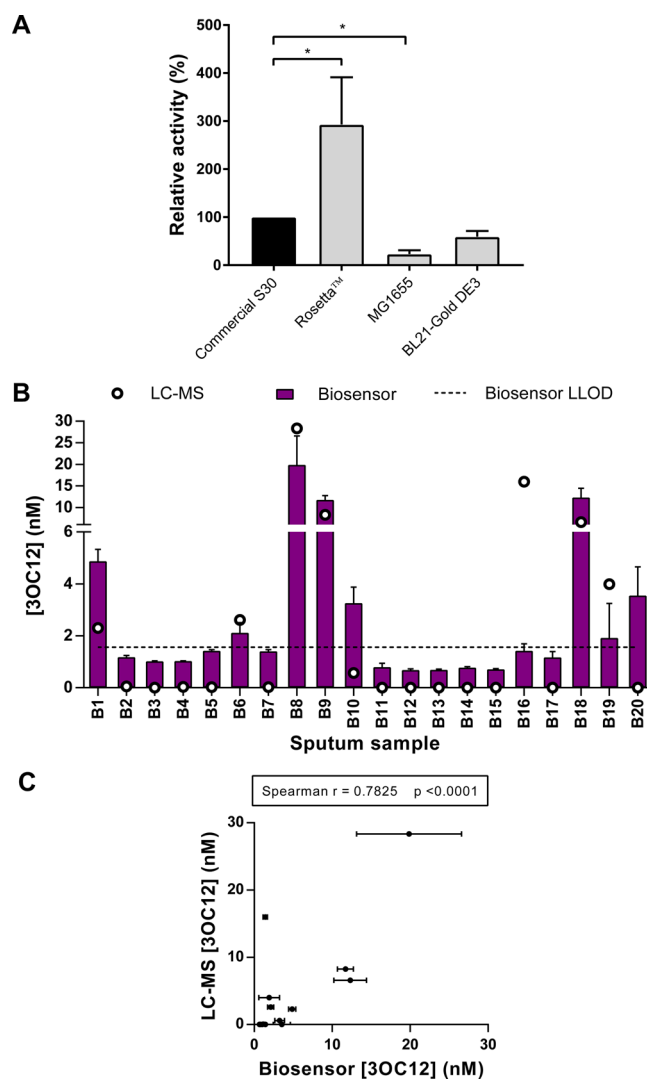 A
500
400
300
200
100
0
Relative activity (%)
*
*
Commercial S30
Rosetta™
MG1655
BL21-Gold DE3
B
LC-MS
Biosensor
Biosensor LLOD
30
25
20
15
10
6
4
2
0
[3OC12] (nM)
B1
B2
B3
B4
B5
B6
B7
B8
B9
B10
B11
B12
B13
B14
B15
B16
B17
B18
B19
B20
Sputum sample
C
Spearman r = 0.7825 p <0.0001
30
20
10
0
LC-MS [3OC12] (nM)
0
10
20
30
Biosensor [3OC12] (nM)